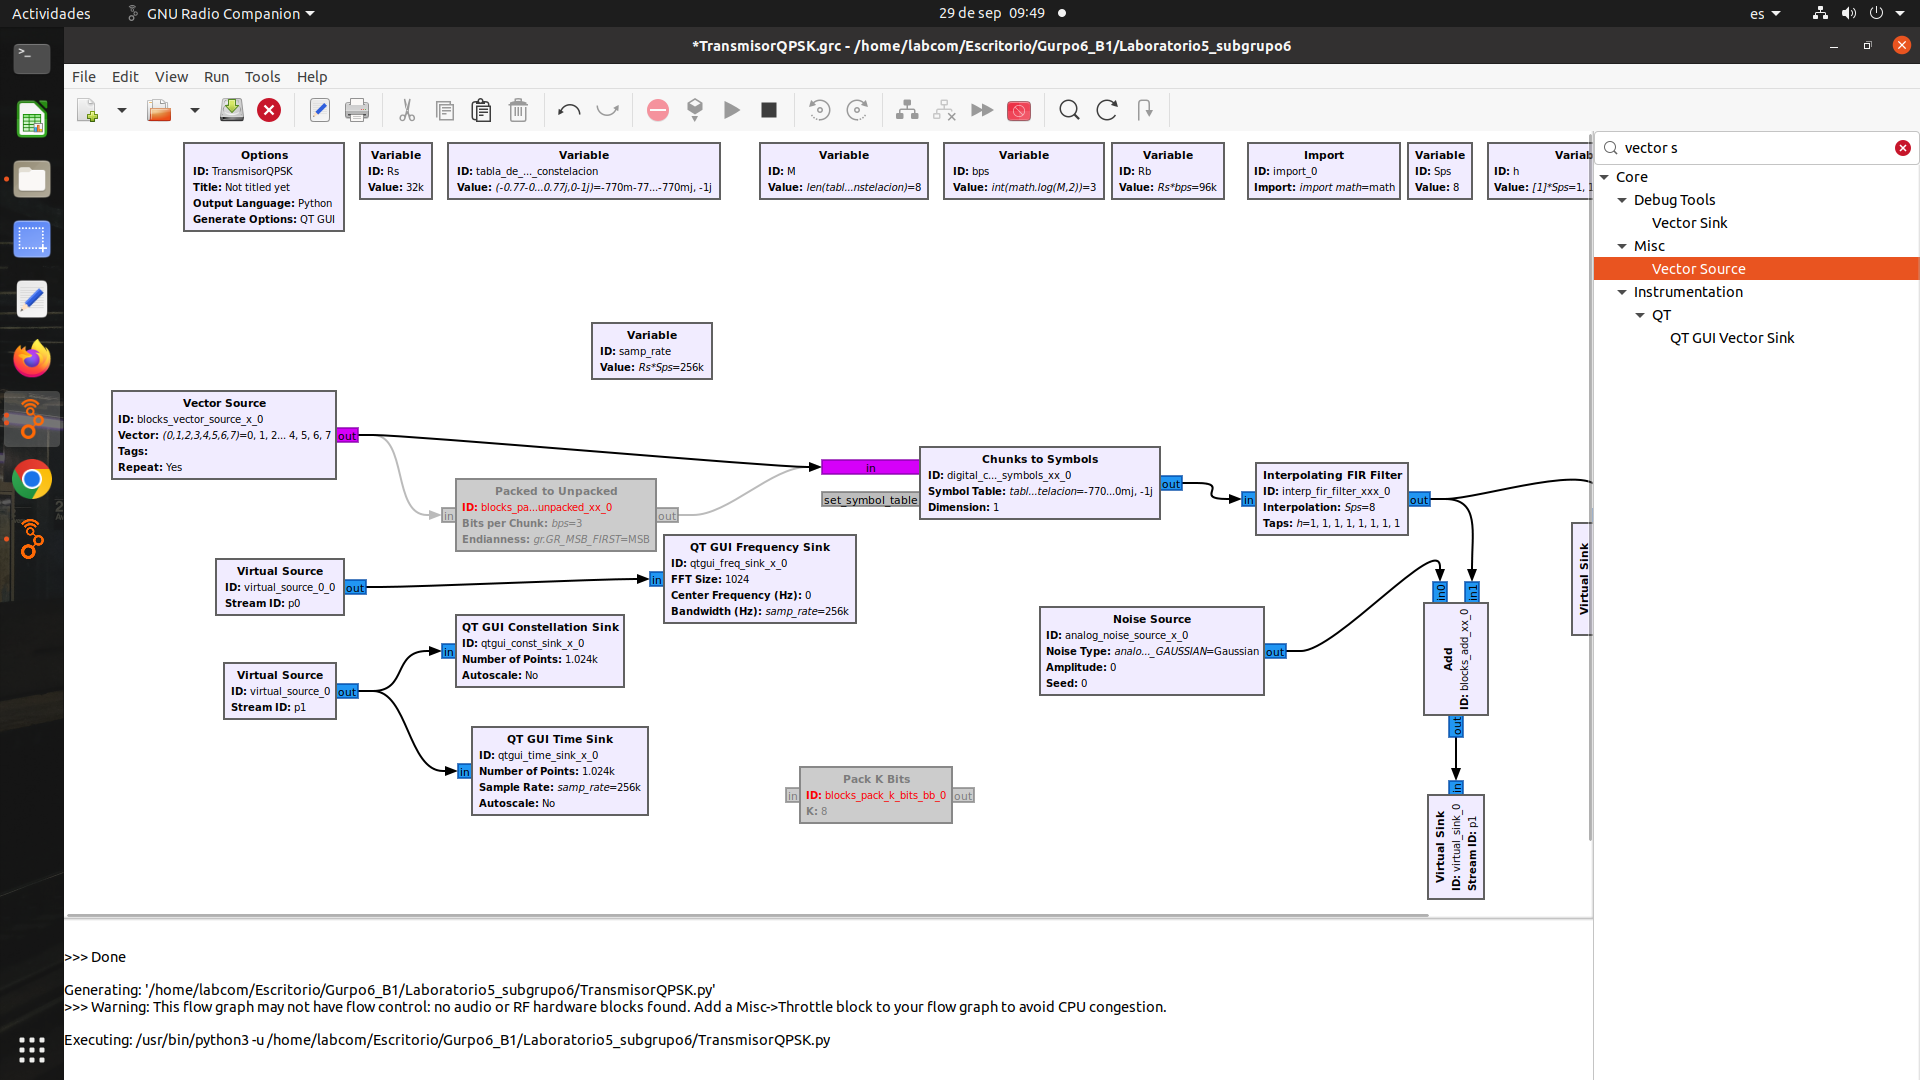 Actividades
GNU Radio Companion
29 de sep 09:49
es
*TransmisorQPSK.grc - /home/labcom/Escritorio/Gurpo6_B1/Laboratorio5_subgrupo6
File Edit View Run Tools Help
Options
ID: TransmisorQPSK
Title: Not titled yet
Output Language: Python
Generate Options: QT GUI
Variable
ID: Rs
Value: 32k
Variable
ID: tabla_de_..._constelacion
Value: (-0.77-0...0.77j,0-1j)=-770m-77...-770mj, -1j
Variable
ID: M
Value: len(tabl...nstelacion)=8
Variable
ID: bps
Value: int(math.log(M,2))=3
Variable
ID: Rb
Value: Rs*bps=96k
Import
ID: import_0
Import: import math=math
Variable
ID: Sps
Value: 8
Variab
ID: h
Value: [1]*Sps=1, 1
vector s
Core
Debug Tools
Vector Sink
Misc
Vector Source
Instrumentation
QT
QT GUI Vector Sink
Variable
ID: samp_rate
Value: Rs*Sps=256k
Vector Source
ID: blocks_vector_source_x_0
Vector: (0,1,2,3,4,5,6,7)=0, 1, 2... 4, 5, 6, 7
Tags:
Repeat: Yes
out
in
Packed to Unpacked
ID: blocks_pa...unpacked_xx_0
Bits per Chunk: bps=3
Endianness: gr.GR_MSB_FIRST=MSB
out
in
set_symbol_table
Chunks to Symbols
ID: digital_c..._symbols_xx_0
Symbol Table: tabl...telacion=-770...0mj, -1j
Dimension: 1
out
in
Interpolating FIR Filter
ID: interp_fir_filter_xxx_0
Interpolation: Sps=8
Taps: h=1, 1, 1, 1, 1, 1, 1, 1
out
Virtual Sink
Virtual Source
ID: virtual_source_0_0
Stream ID: p0
out
in
QT GUI Frequency Sink
ID: qtgui_freq_sink_x_0
FFT Size: 1024
Center Frequency (Hz): 0
Bandwidth (Hz): samp_rate=256k
Virtual Source
ID: virtual_source_0
Stream ID: p1
out
in
QT GUI Constellation Sink
ID: qtgui_const_sink_x_0
Number of Points: 1.024k
Autoscale: No
in
QT GUI Time Sink
ID: qtgui_time_sink_x_0
Number of Points: 1.024k
Sample Rate: samp_rate=256k
Autoscale: No
Noise Source
ID: analog_noise_source_x_0
Noise Type: analo..._GAUSSIAN=Gaussian
Amplitude: 0
Seed: 0
out
in0
in1
Add
ID: blocks_add_xx_0
out
in
Pack K Bits
ID: blocks_pack_k_bits_bb_0
K: 8
out
in
Virtual Sink
ID: virtual_sink_0
Stream ID: p1
>>> Done
Generating: '/home/labcom/Escritorio/Gurpo6_B1/Laboratorio5_subgrupo6/TransmisorQPSK.py'
>>> Warning: This flow graph may not have flow control: no audio or RF hardware blocks found. Add a Misc->Throttle block to your flow graph to avoid CPU congestion.
Executing: /usr/bin/python3 -u /home/labcom/Escritorio/Gurpo6_B1/Laboratorio5_subgrupo6/TransmisorQPSK.py